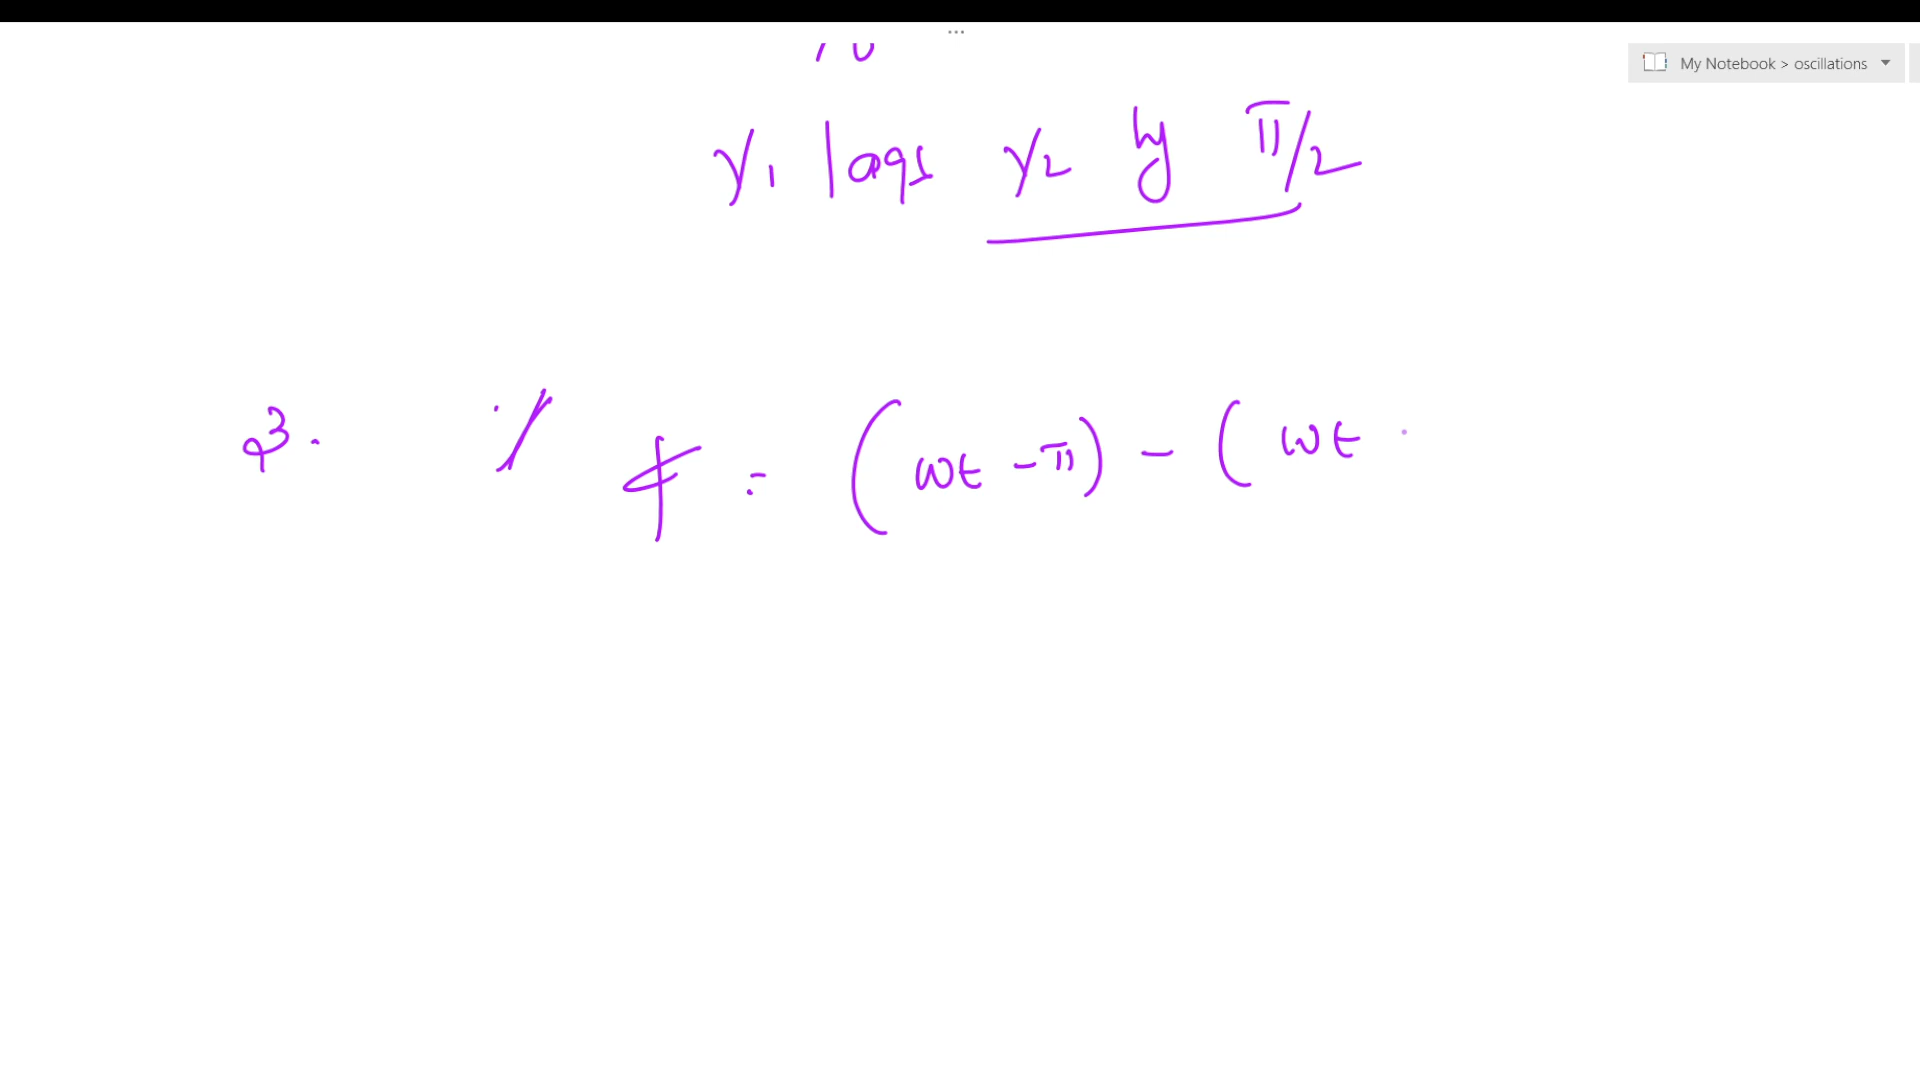 My Notebook > oscillations
y₁ lags y₂ by π/2
Q3. φ = (ωt - π) - (ωt